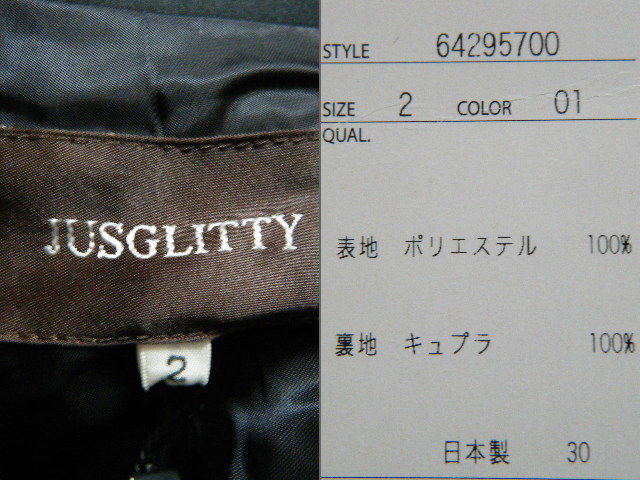 JUSGLITTY
2
STYLE 64295700
SIZE 2 COLOR 01
QUAL.
表地 ポリエステル 100%
裏地 キュプラ 100%
日本製 30